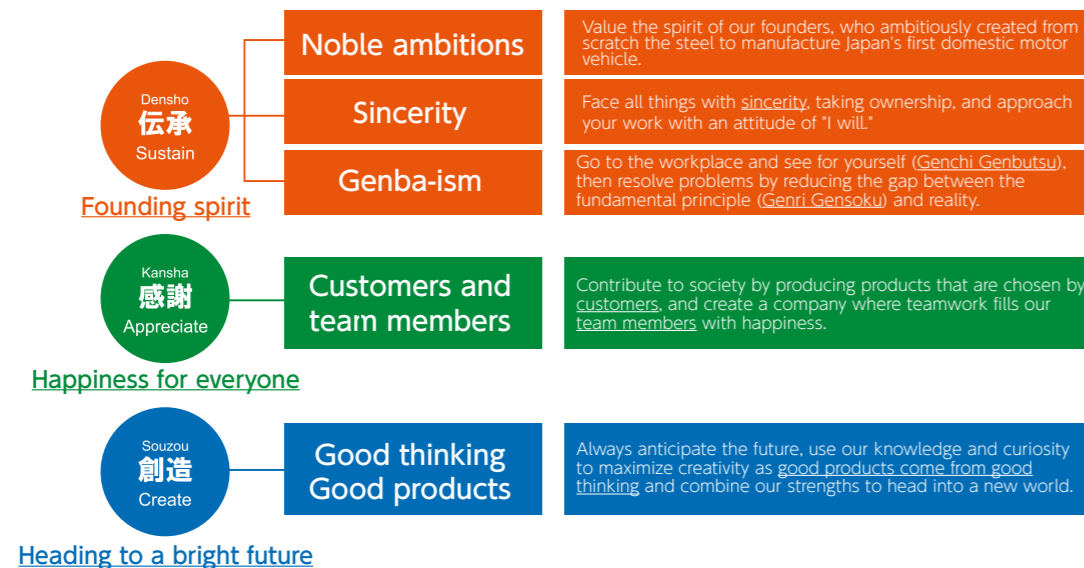 Densho
伝承
Sustain
Founding spirit
Noble ambitions
Value the spirit of our founders, who ambitiously created from
scratch the steel to manufacture Japan's first domestic motor
vehicle.
Sincerity
Face all things with sincerity, taking ownership, and approach
your work with an attitude of "I will."
Genba-ism
Go to the workplace and see for yourself (Genchi Genbutsu),
then resolve problems by reducing the gap between the
fundamental principle (Genri Gensoku) and reality.
Kansha
感謝
Appreciate
Happiness for everyone
Customers and
team members
Contribute to society by producing products that are chosen by
customers, and create a company where teamwork fills our
team members with happiness.
Souzou
創造
Create
Heading to a bright future
Good thinking
Good products
Always anticipate the future, use our knowledge and curiosity
to maximize creativity as good products come from good
thinking and combine our strengths to head into a new world.